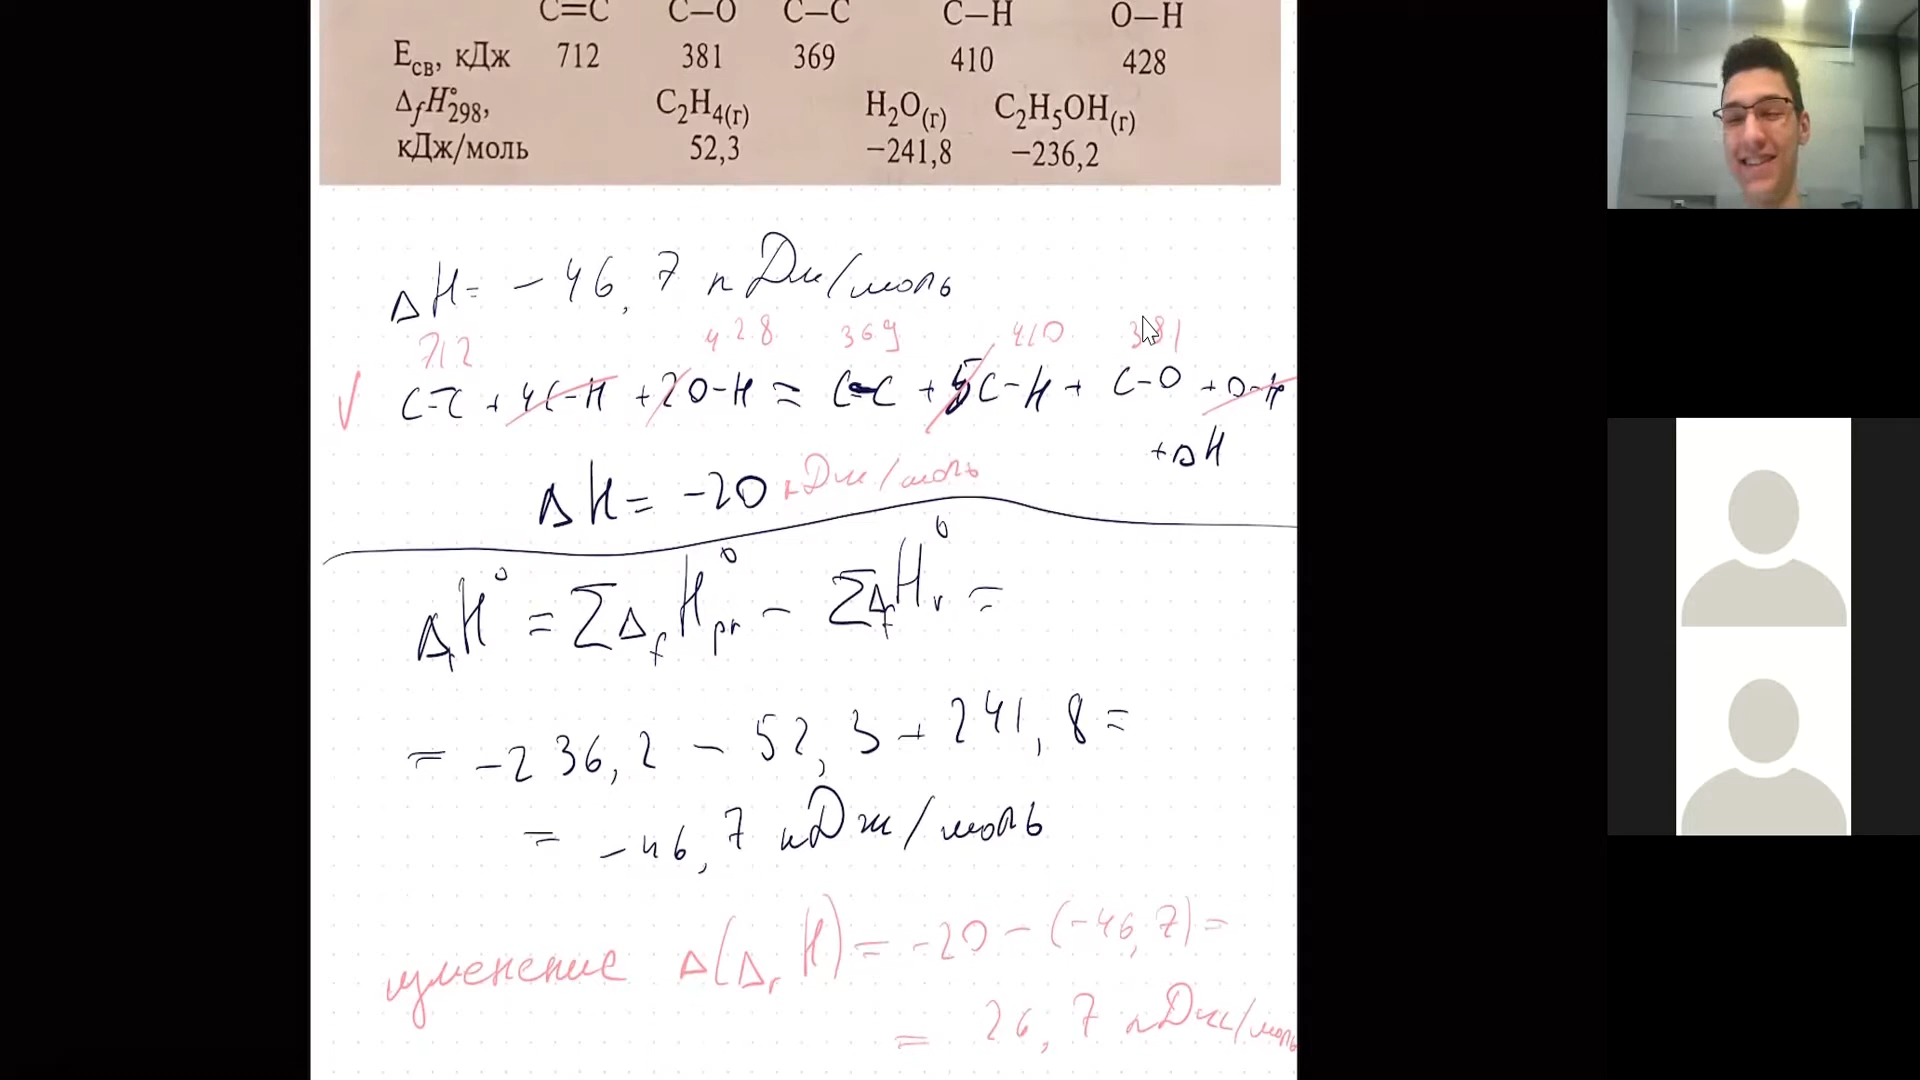 C=C C–O C–C C–H O–H
Eсв, кДж 712 381 369 410 428
ΔfH°298, C2H4(г) H2O(г) C2H5OH(г)
кДж/моль 52,3 −241,8 −236,2
ΔH = − 46,7 кДж/моль
712 428 369 410 381
C=C + 4C−H + 2O−H = C−C + 5C−H + C−O + O−H
+ ΔH
ΔH = −20 кДж/моль
ΔrH° = ΣΔfH°pr − ΣΔfH°r =
= −236,2 − 52,3 + 241,8 =
= −46,7 кДж/моль
изменение Δ(ΔrH) = −20 − (−46,7) =
= 26,7 кДж/моль